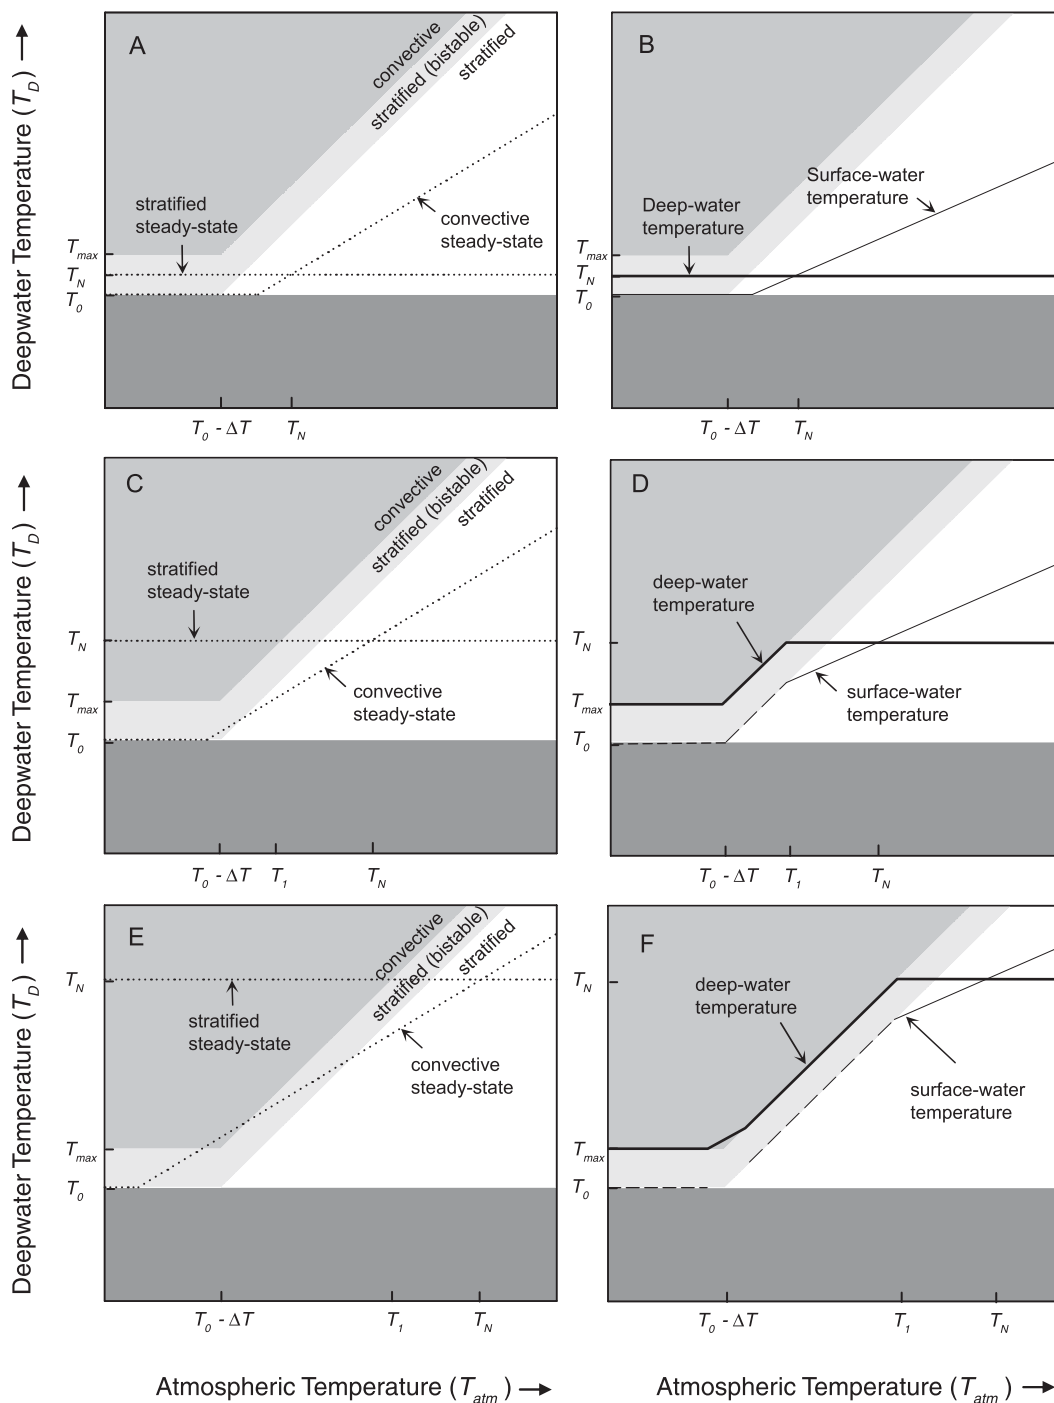 A
convective
stratified (bistable)
stratified
stratified
steady-state
convective
steady-state
Deepwater Temperature (T_D)
T_max
T_N
T_0
T_0 - ΔT
T_N
B
Surface-water
temperature
Deep-water
temperature
T_max
T_N
T_0
T_0 - ΔT
T_N
C
convective
stratified (bistable)
stratified
stratified
steady-state
convective
steady-state
Deepwater Temperature (T_D)
T_N
T_max
T_0
T_0 - ΔT
T_1
T_N
D
deep-water
temperature
surface-water
temperature
T_N
T_max
T_0
T_0 - ΔT
T_1
T_N
E
convective
stratified (bistable)
stratified
stratified
steady-state
convective
steady-state
Deepwater Temperature (T_D)
T_N
T_max
T_0
T_0 - ΔT
T_1
T_N
F
deep-water
temperature
surface-water
temperature
T_N
T_max
T_0
T_0 - ΔT
T_1
T_N
Atmospheric Temperature (T_atm)
Atmospheric Temperature (T_atm)